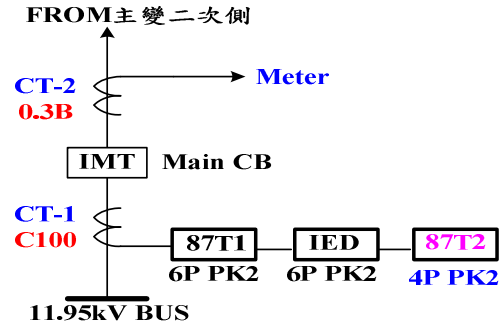 FROM主變二次側
CT-2
0.3B
Meter
IMT
Main CB
CT-1
C100
87T1
IED
87T2
6P PK2
6P PK2
4P PK2
11.95kV BUS